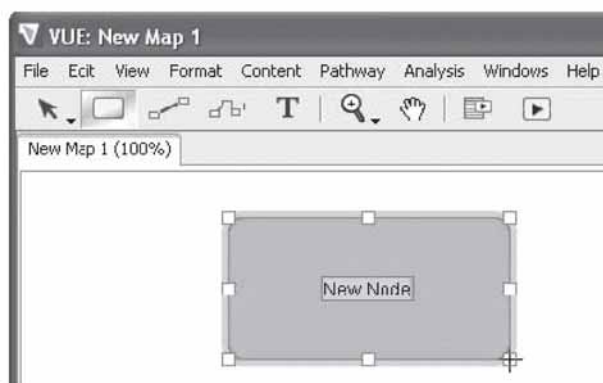 VUE: New Map 1
File Edit View Format Content Pathway Analysis Windows Help
T
New Map 1 (100%)
New Node